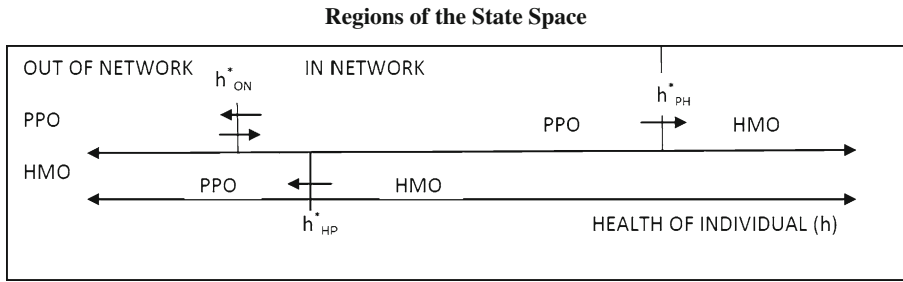 Regions of the State Space
OUT OF NETWORK IN NETWORK
h*ON
h*PH
PPO PPO HMO
HMO
PPO HMO
h*HP
HEALTH OF INDIVIDUAL (h)